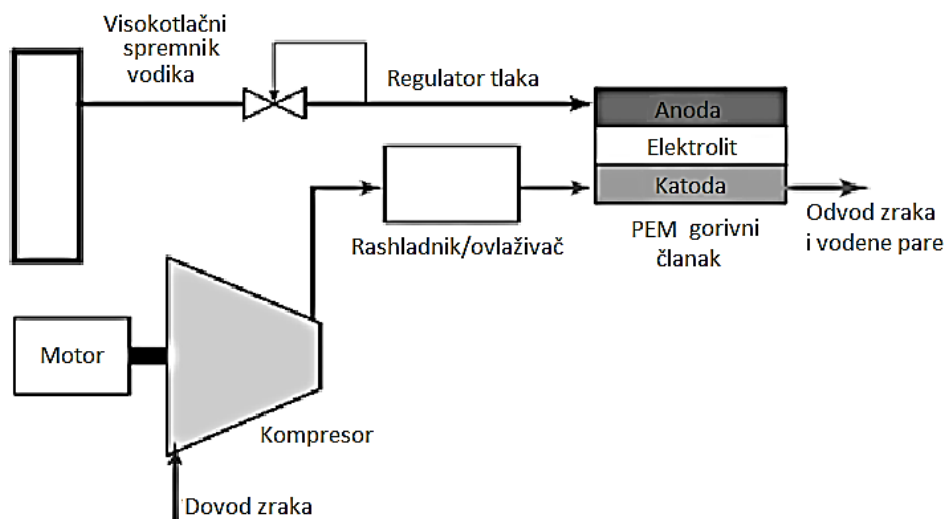 Visokotlačni
spremnik
vodika
Regulator tlaka
Anoda
Elektrolit
Katoda
PEM gorivni
članak
Odvod zraka
i vodene pare
Rashladnik/ovlaživač
Motor
Kompresor
Dovod zraka